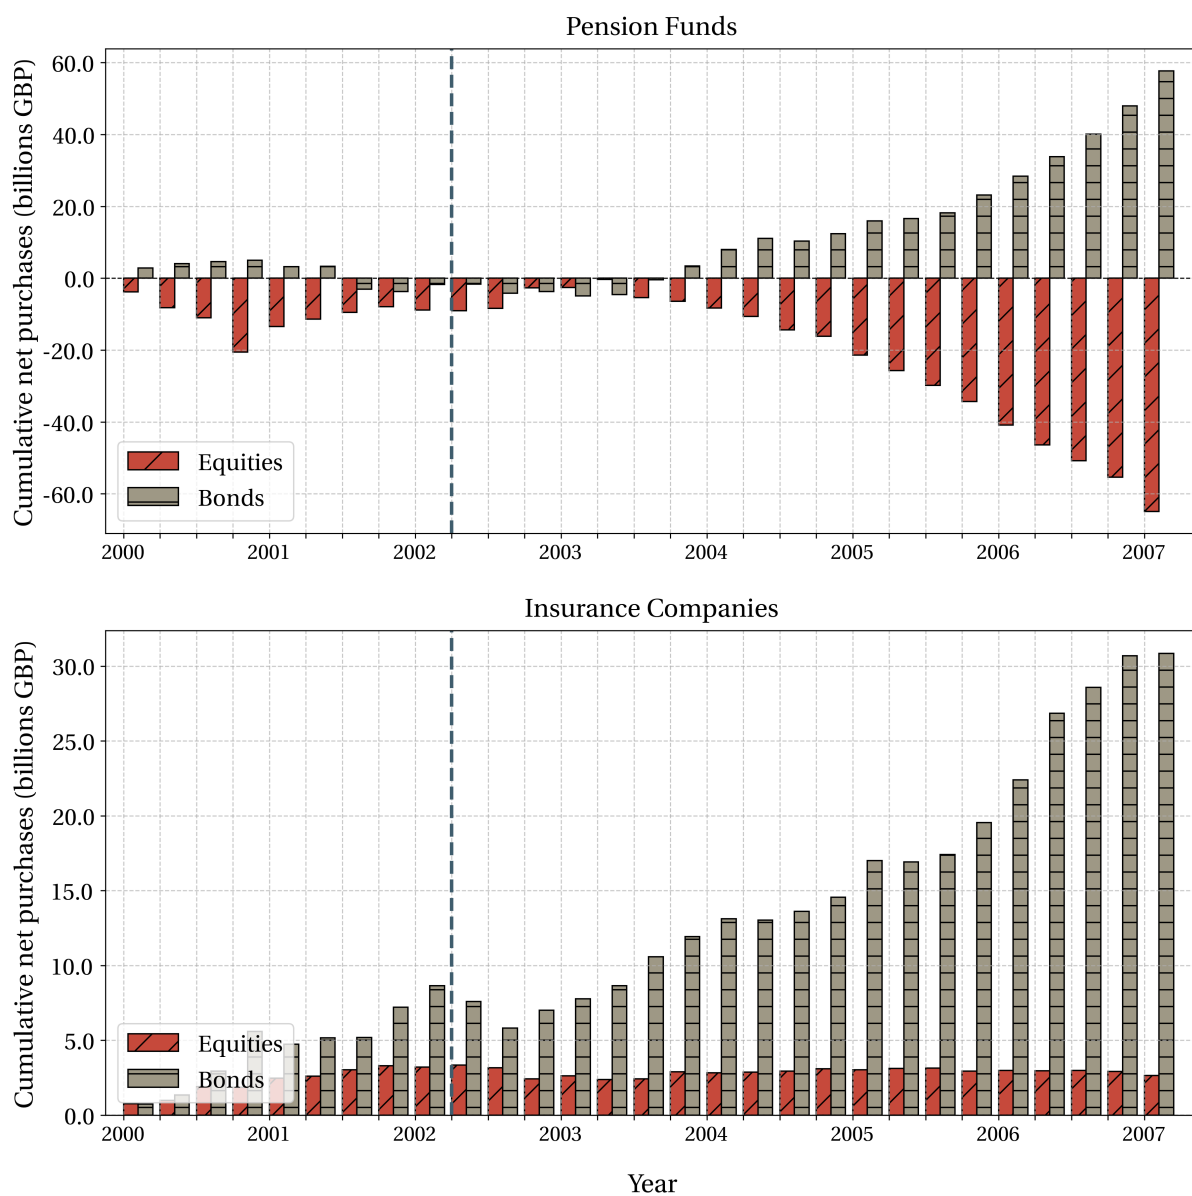 Pension Funds
Cumulative net purchases (billions GBP)
60.0
40.0
20.0
0.0
-20.0
-40.0
-60.0
Equities
Bonds
2000 2001 2002 2003 2004 2005 2006 2007
Insurance Companies
Cumulative net purchases (billions GBP)
30.0
25.0
20.0
15.0
10.0
5.0
0.0
Equities
Bonds
2000 2001 2002 2003 2004 2005 2006 2007
Year